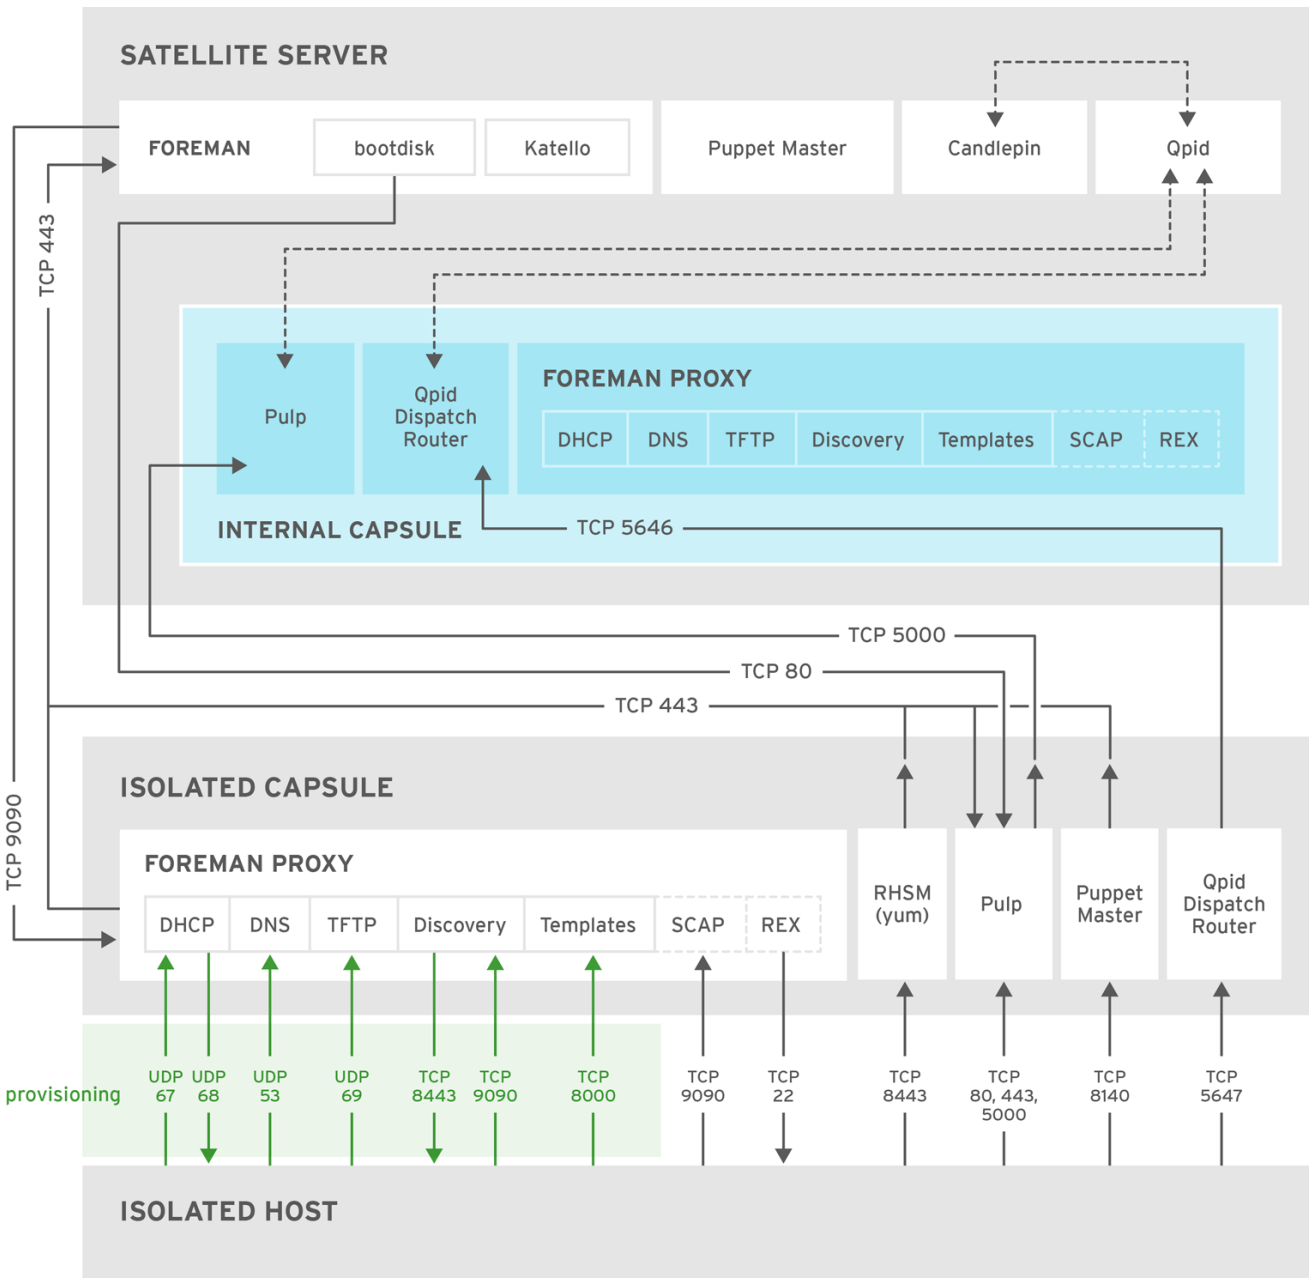 SATELLITE SERVER
FOREMAN
bootdisk
Katello
Puppet Master
Candlepin
Qpid
TCP 443
Pulp
Qpid
Dispatch
Router
FOREMAN PROXY
DHCP
DNS
TFTP
Discovery
Templates
SCAP
REX
INTERNAL CAPSULE
TCP 5646
TCP 5000
TCP 80
TCP 443
TCP 9090
ISOLATED CAPSULE
FOREMAN PROXY
DHCP
DNS
TFTP
Discovery
Templates
SCAP
REX
RHSM
(yum)
Pulp
Puppet
Master
Qpid
Dispatch
Router
provisioning
UDP
67
UDP
68
UDP
53
UDP
69
TCP
8443
TCP
9090
TCP
8000
TCP
9090
TCP
22
TCP
8443
TCP
80, 443,
5000
TCP
8140
TCP
5647
ISOLATED HOST